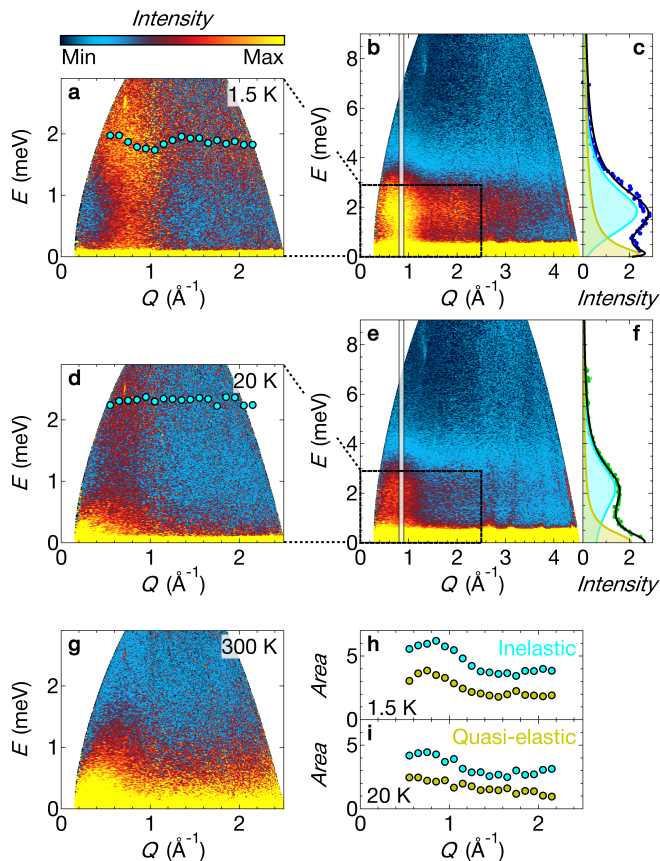 Intensity
Min Max
a 1.5 K
E (meV)
2
1
0
0 1 2
Q (Å⁻¹)
b
E (meV)
8
6
4
2
0
0 1 2 3 4
Q (Å⁻¹)
c
0 2
Intensity
d 20 K
E (meV)
2
1
0
0 1 2
Q (Å⁻¹)
e
E (meV)
8
6
4
2
0
0 1 2 3 4
Q (Å⁻¹)
f
0 2
Intensity
g 300 K
E (meV)
2
1
0
0 1 2
Q (Å⁻¹)
h Inelastic
Area
5
0
1.5 K
i Quasi-elastic
Area
5
0
20 K
0 1 2
Q (Å⁻¹)